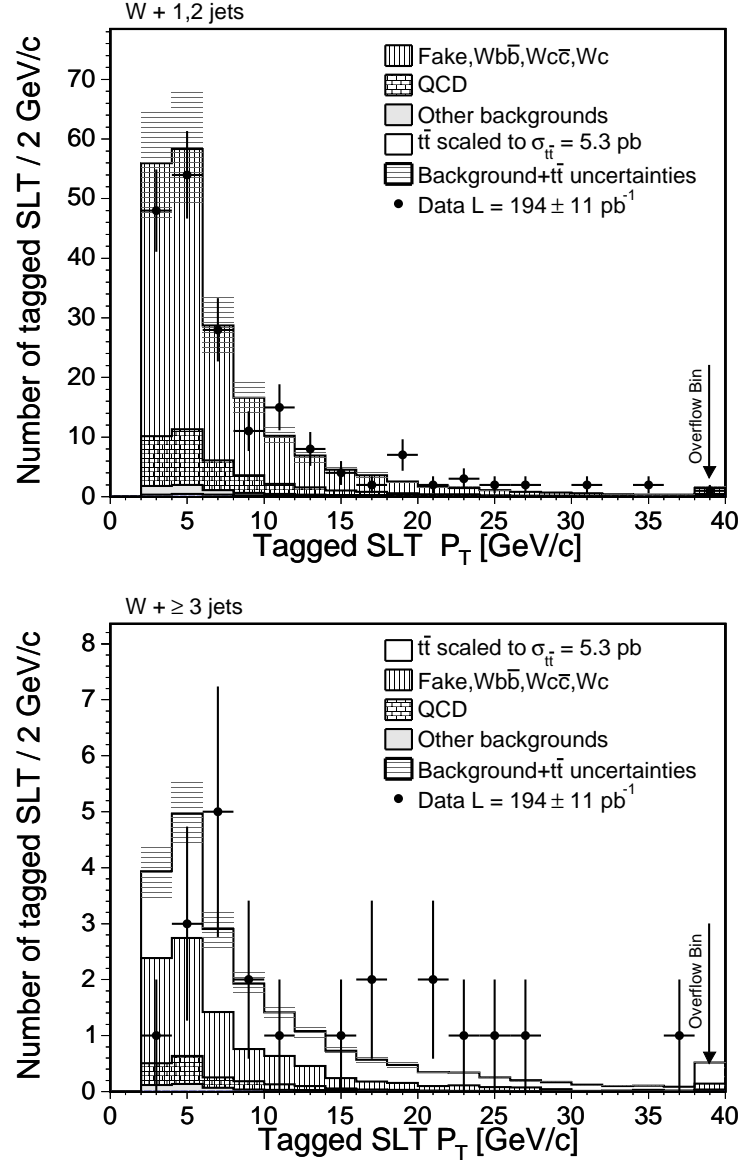 W + 1,2 jets
Number of tagged SLT / 2 GeV/c
70
60
50
40
30
20
10
0
Fake,Wbb̅,Wcc̅,Wc
QCD
Other backgrounds
tt̅ scaled to σtt̅ = 5.3 pb
Background+tt̅ uncertainties
Data L = 194 ± 11 pb⁻¹
Overflow Bin
0 5 10 15 20 25 30 35 40
Tagged SLT P_T [GeV/c]
W + ≥ 3 jets
Number of tagged SLT / 2 GeV/c
8
7
6
5
4
3
2
1
0
tt̅ scaled to σtt̅ = 5.3 pb
Fake,Wbb̅,Wcc̅,Wc
QCD
Other backgrounds
Background+tt̅ uncertainties
Data L = 194 ± 11 pb⁻¹
Overflow Bin
0 5 10 15 20 25 30 35 40
Tagged SLT P_T [GeV/c]